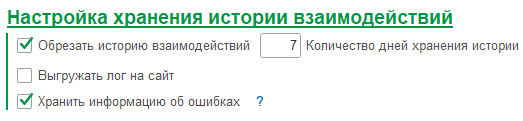 Настройка хранения истории взаимодействий
Обрезать историю взаимодействий 7 Количество дней хранения истории
Выгружать лог на сайт
Хранить информацию об ошибках ?